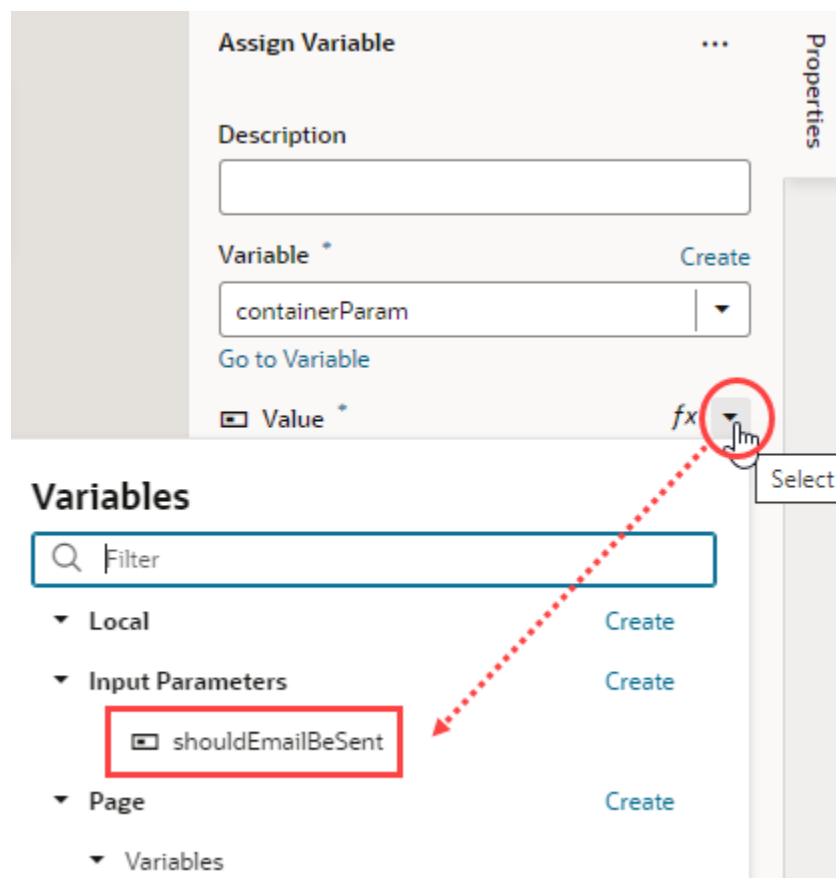 Assign Variable
Properties
Description
Variable *
Create
containerParam
Go to Variable
Value *
fx
Select
Variables
Filter
Local
Create
Input Parameters
Create
shouldEmailBeSent
Page
Create
Variables